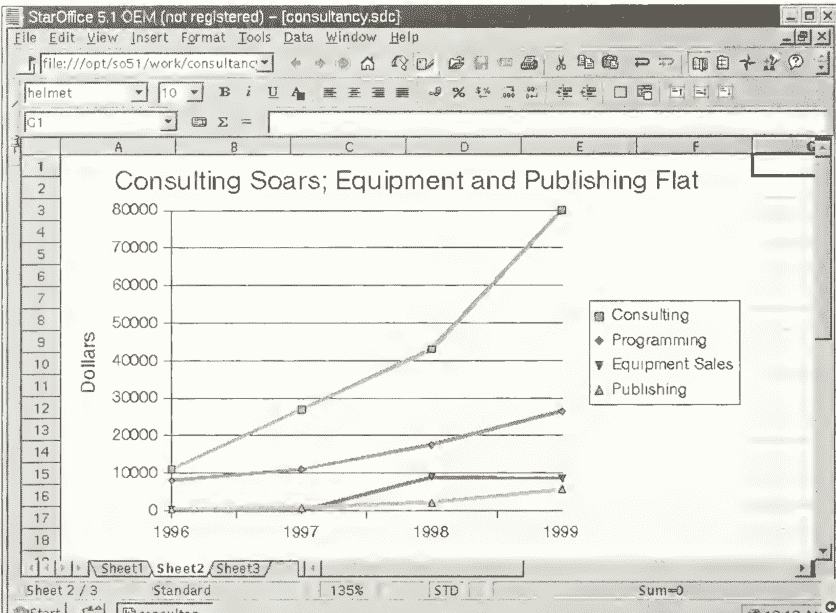 StarOffice 5.1 OEM (not registered) – [consultancy.sdc]
File Edit View Insert Format Tools Data Window Help
file:///opt/so51/work/consultancy
helmet 10 B i U A %
G1 Σ =
A B C D E F G
1
2
3
4
5
6
7
8
9
10
11
12
13
14
15
16
17
18
Consulting Soars; Equipment and Publishing Flat
80000
70000
60000
50000
40000
30000
20000
10000
0
Dollars
1996 1997 1998 1999
Consulting
Programming
Equipment Sales
Publishing
Sheet1 Sheet2 Sheet3
Sheet 2 / 3 Standard 135% STD Sum=0
Start